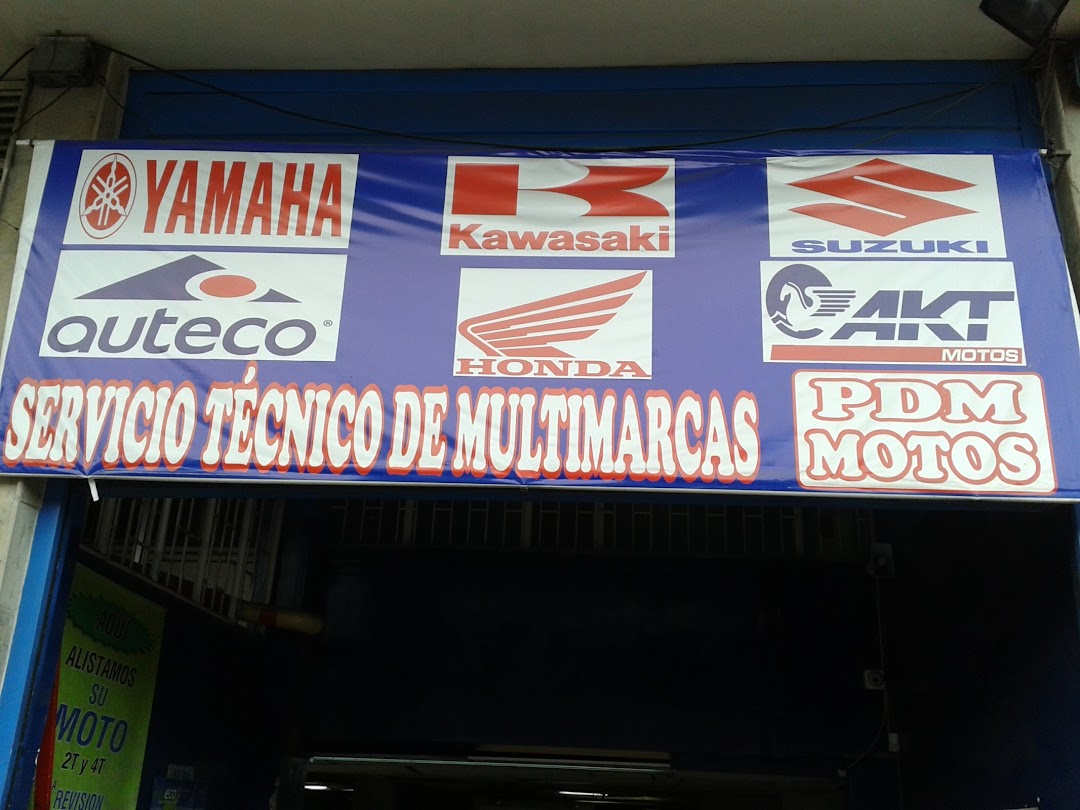 YAMAHA
Kawasaki
SUZUKI
auteco®
HONDA
AKT
MOTOS
SERVICIO TÉCNICO DE MULTIMARCAS
PDM
MOTOS
AQUI
ALISTAMOS
SU
MOTO
2T y 4T
REVISION
eco